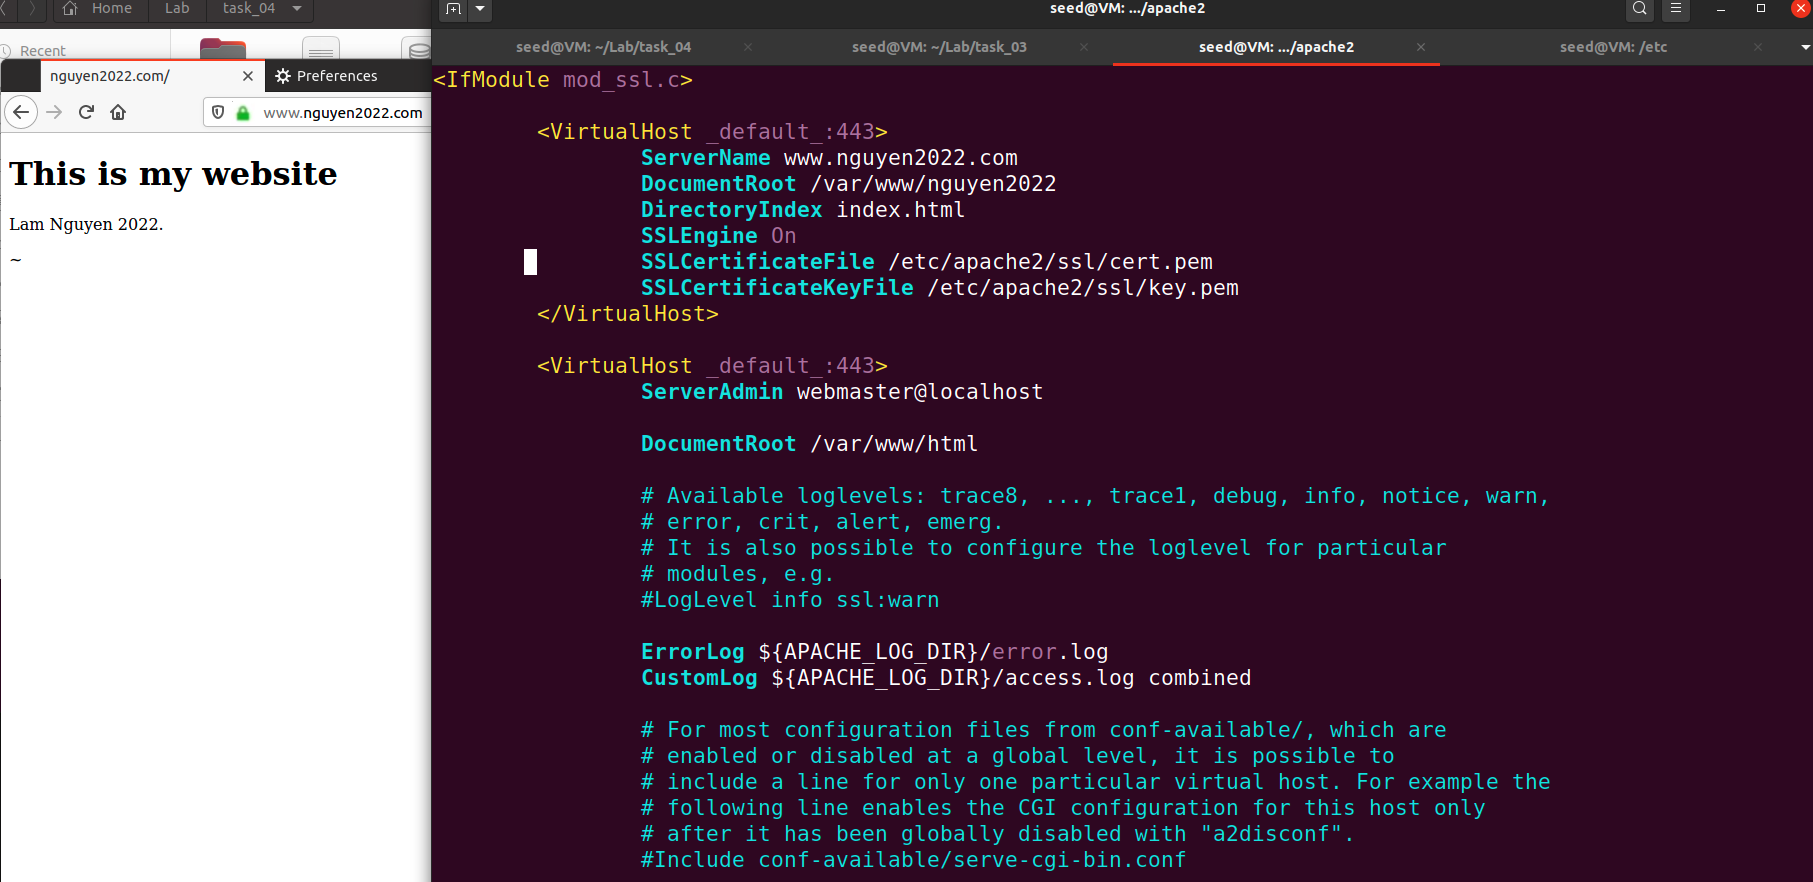 Home Lab task_04
Recent
nguyen2022.com/ Preferences
www.nguyen2022.com
This is my website
Lam Nguyen 2022.
~
seed@VM: .../apache2
seed@VM: ~/Lab/task_04 seed@VM: ~/Lab/task_03 seed@VM: .../apache2 seed@VM: /etc
<IfModule mod_ssl.c>
<VirtualHost _default_:443>
ServerName www.nguyen2022.com
DocumentRoot /var/www/nguyen2022
DirectoryIndex index.html
SSLEngine On
SSLCertificateFile /etc/apache2/ssl/cert.pem
SSLCertificateKeyFile /etc/apache2/ssl/key.pem
</VirtualHost>
<VirtualHost _default_:443>
ServerAdmin webmaster@localhost
DocumentRoot /var/www/html
# Available loglevels: trace8, ..., trace1, debug, info, notice, warn,
# error, crit, alert, emerg.
# It is also possible to configure the loglevel for particular
# modules, e.g.
#LogLevel info ssl:warn
ErrorLog ${APACHE_LOG_DIR}/error.log
CustomLog ${APACHE_LOG_DIR}/access.log combined
# For most configuration files from conf-available/, which are
# enabled or disabled at a global level, it is possible to
# include a line for only one particular virtual host. For example the
# following line enables the CGI configuration for this host only
# after it has been globally disabled with "a2disconf".
#Include conf-available/serve-cgi-bin.conf